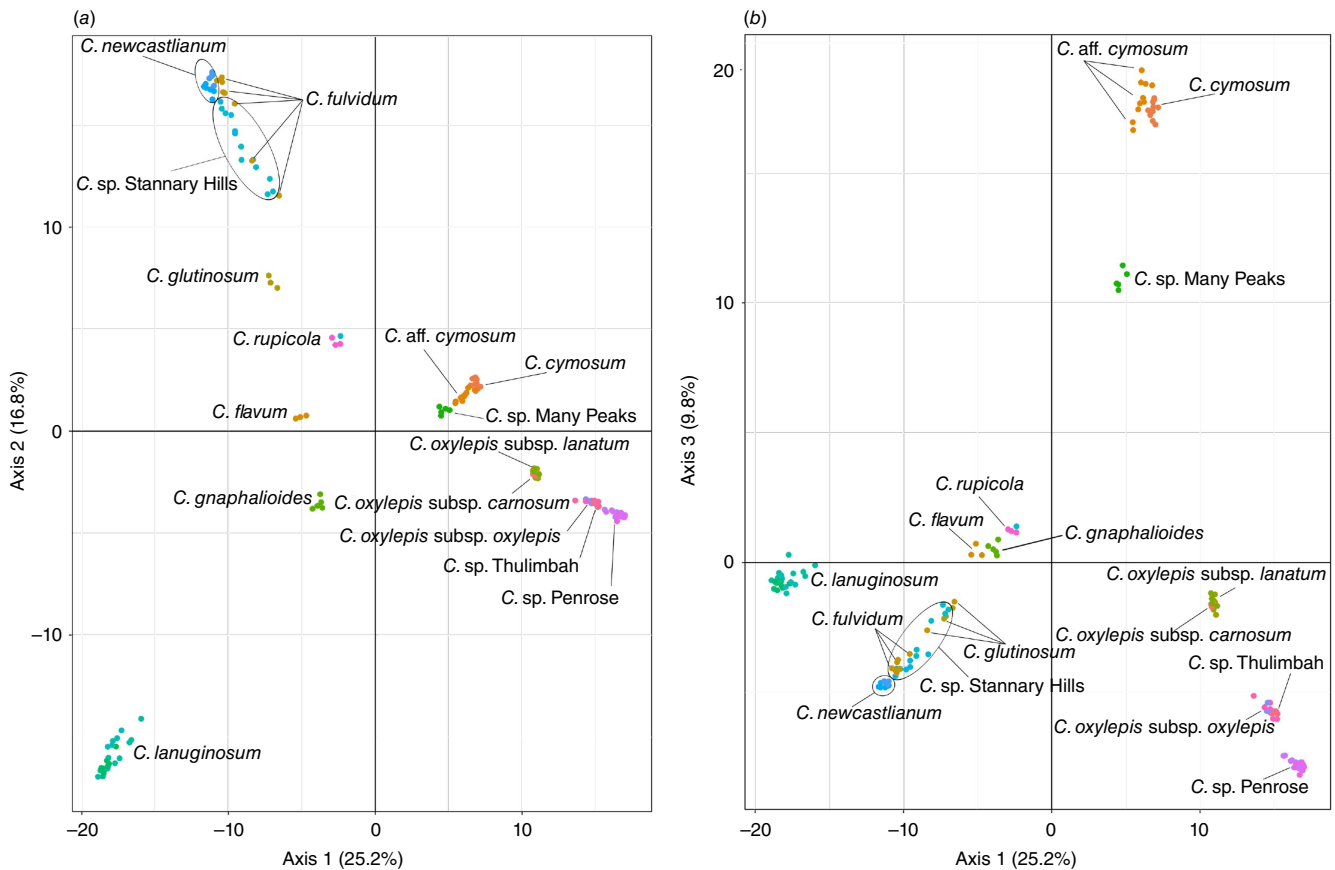 (a)
C. newcastlianum
C. fulvidum
C. sp. Stannary Hills
10
C. glutinosum
C. rupicola
C. aff. cymosum
C. cymosum
C. flavum
C. sp. Many Peaks
0
C. oxylepis subsp. lanatum
C. gnaphalioides
C. oxylepis subsp. carnosum
C. oxylepis subsp. oxylepis
C. sp. Thulimbah
C. sp. Penrose
–10
C. lanuginosum
–20
–10
0
10
Axis 1 (25.2%)
Axis 2 (16.8%)
(b)
C. aff. cymosum
20
C. cymosum
C. sp. Many Peaks
10
C. rupicola
C. flavum
C. gnaphalioides
0
C. lanuginosum
C. oxylepis subsp. lanatum
C. fulvidum
C. oxylepis subsp. carnosum
C. glutinosum
C. sp. Thulimbah
C. sp. Stannary Hills
C. newcastlianum
C. oxylepis subsp. oxylepis
C. sp. Penrose
–20
–10
0
10
Axis 1 (25.2%)
Axis 3 (9.8%)